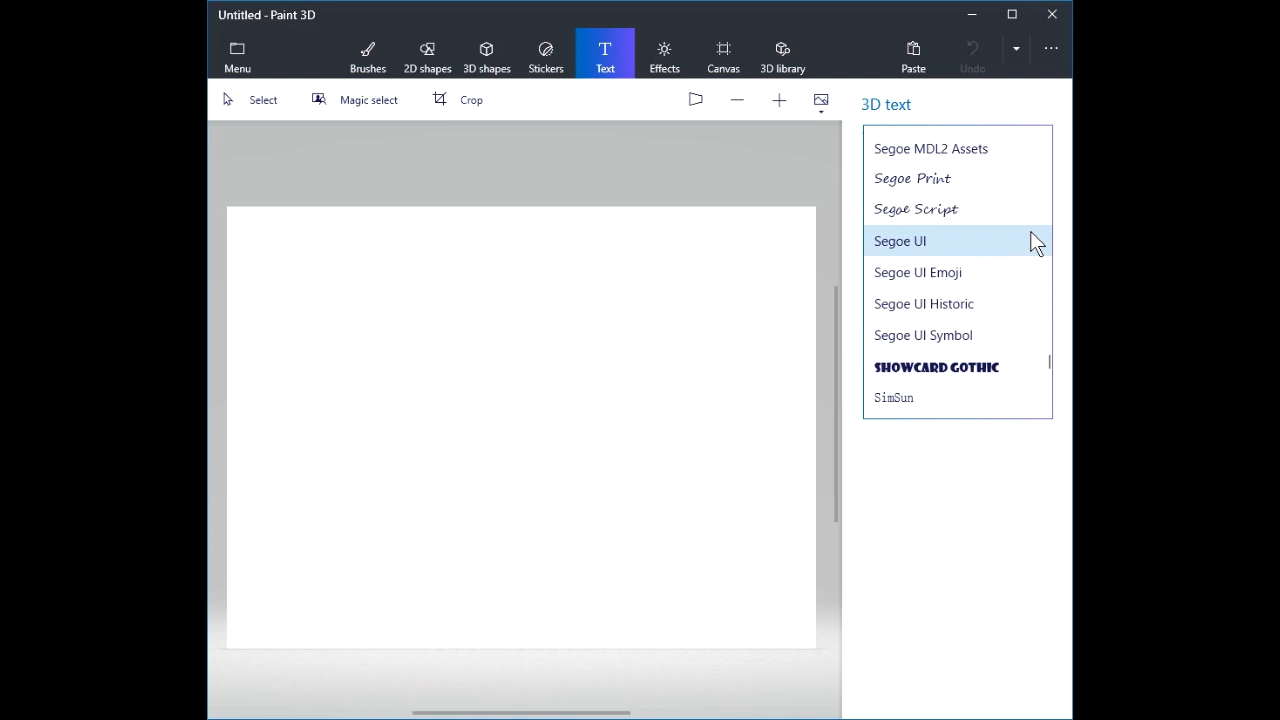 Untitled - Paint 3D
Menu
Brushes
2D shapes
3D shapes
Stickers
Text
Effects
Canvas
3D library
Paste
Undo
Select
Magic select
Crop
3D text
Segoe MDL2 Assets
Segoe Print
Segoe Script
Segoe UI
Segoe UI Emoji
Segoe UI Historic
Segoe UI Symbol
SHOWCARD GOTHIC
SimSun